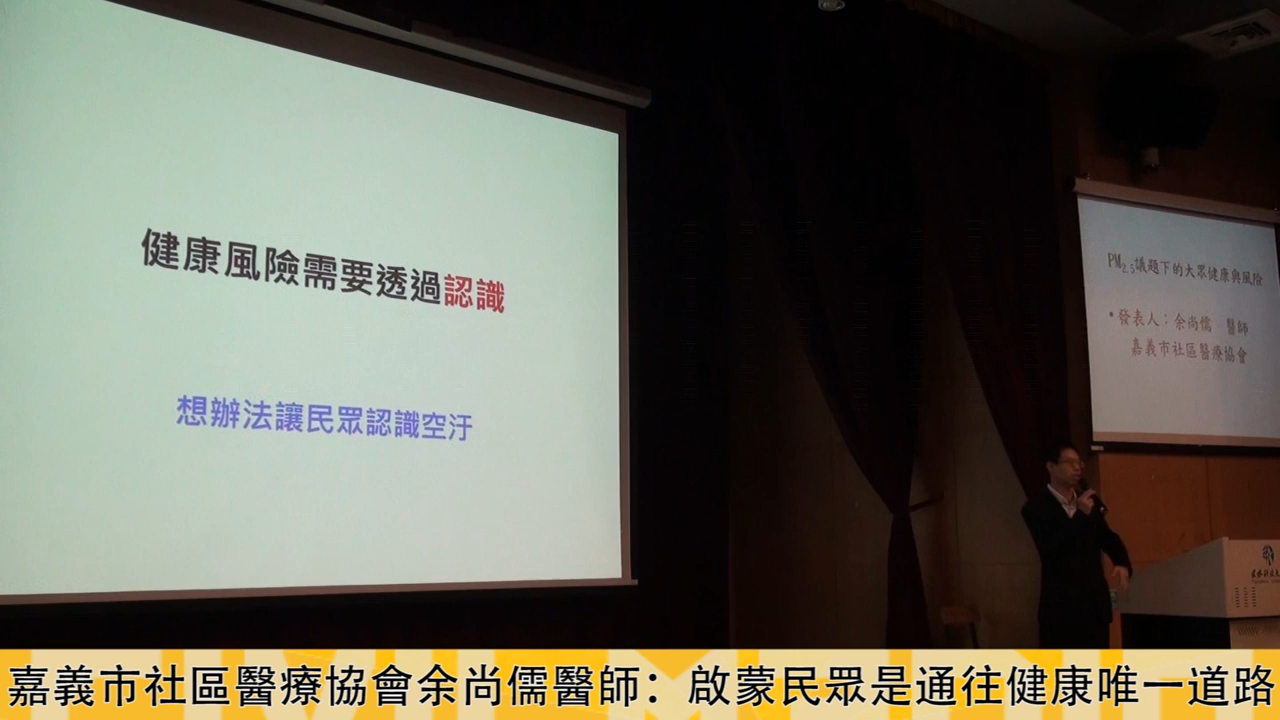 健康風險需要透過認識
想辦法讓民眾認識空汙
PM2.5議題下的大眾健康與風險
•發表人：余尚儒 醫師
嘉義市社區醫療協會
嘉義市社區醫療協會余尚儒醫師：啟蒙民眾是通往健康唯一道路